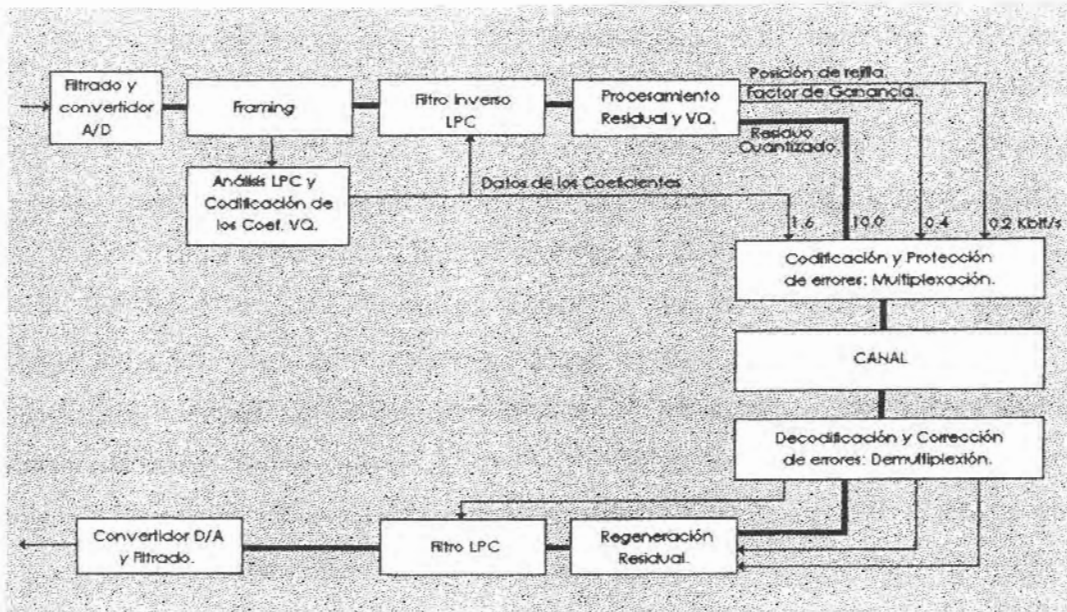 Filtrado y
convertidor
A/D
Framing
Filtro Inverso
LPC
Procesamiento
Residual y VQ.
Posición de rejilla
Factor de Ganancia
Residuo
Cuantizado
Análisis LPC y
Codificación de
los Coef. VQ.
Datos de los Coeficientes
1.6 10.0 0.4 0.2 Kbit/s
Codificación y Protección
de errores: Multiplexación.
CANAL
Decodificación y Corrección
de errores: Demultiplexión.
Convertidor D/A
y Filtrado.
Filtro LPC
Regeneración
Residual.